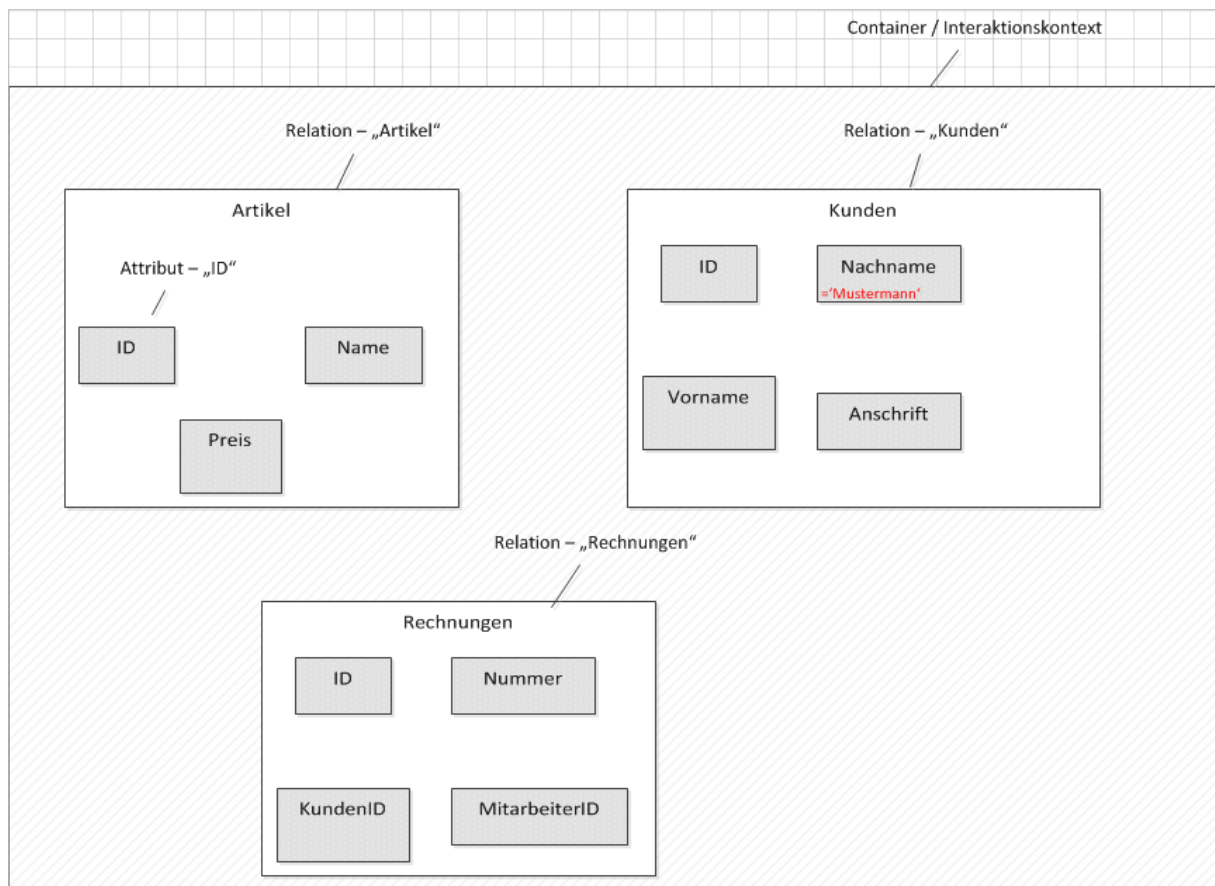 Container / Interaktionskontext
Relation – „Artikel“
Relation – „Kunden“
Artikel
Kunden
Attribut – „ID“
ID
Name
Preis
ID
Nachname
=‘Mustermann‘
Vorname
Anschrift
Relation – „Rechnungen“
Rechnungen
ID
Nummer
KundenID
MitarbeiterID